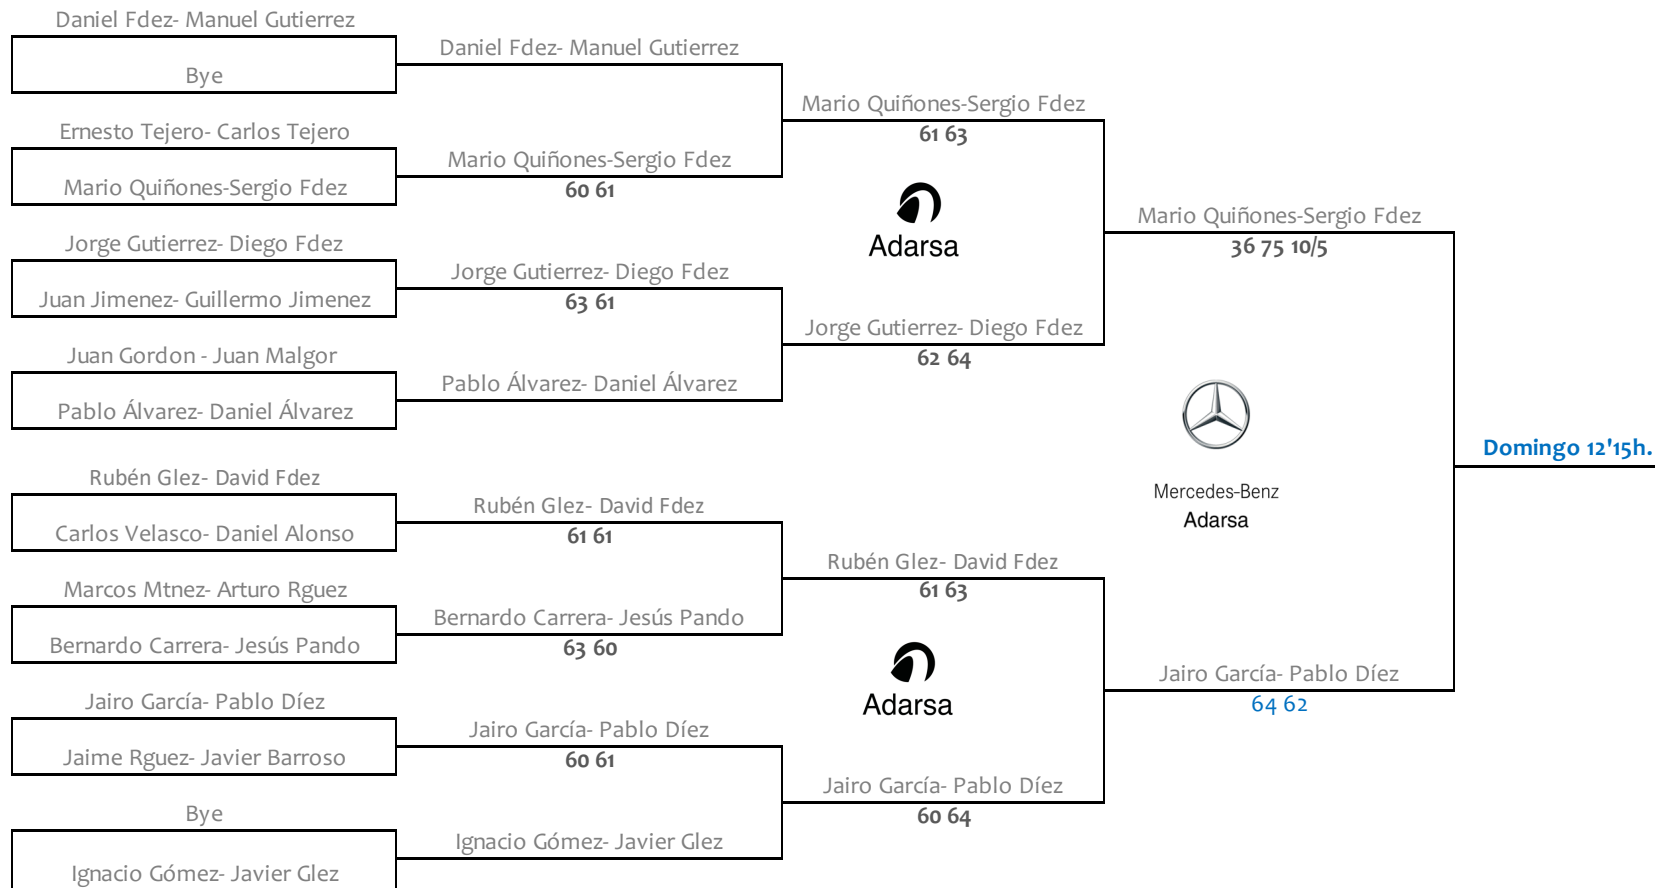 Daniel Fdez- Manuel Gutierrez
Bye
Ernesto Tejero- Carlos Tejero
Mario Quiñones-Sergio Fdez
Jorge Gutierrez- Diego Fdez
Juan Jimenez- Guillermo Jimenez
Juan Gordon - Juan Malgor
Pablo Álvarez- Daniel Álvarez
Rubén Glez- David Fdez
Carlos Velasco- Daniel Alonso
Marcos Mtnez- Arturo Rguez
Bernardo Carrera- Jesús Pando
Jairo García- Pablo Díez
Jaime Rguez- Javier Barroso
Bye
Ignacio Gómez- Javier Glez
Daniel Fdez- Manuel Gutierrez
Mario Quiñones-Sergio Fdez
60 61
Jorge Gutierrez- Diego Fdez
63 61
Pablo Álvarez- Daniel Álvarez
Rubén Glez- David Fdez
61 61
Bernardo Carrera- Jesús Pando
63 60
Jairo García- Pablo Díez
60 61
Ignacio Gómez- Javier Glez
Mario Quiñones-Sergio Fdez
61 63
Adarsa
Jorge Gutierrez- Diego Fdez
62 64
Rubén Glez- David Fdez
61 63
Adarsa
Jairo García- Pablo Díez
60 64
Mario Quiñones-Sergio Fdez
36 75 10/5
Mercedes-Benz
Adarsa
Jairo García- Pablo Díez
64 62
Domingo 12'15h.